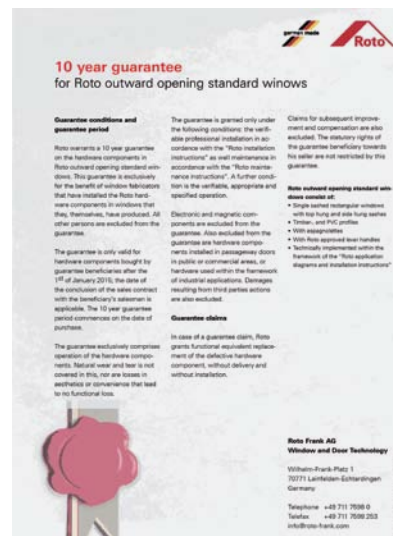 german made
Roto
10 year guarantee
for Roto outward opening standard winows
Guarantee conditions and
guarantee period
Roto warrants a 10 year guarantee
on the hardware components in
Roto outward opening standard win-
dows. This guarantee is exclusively
for the benefit of window fabricators
that have installed the Roto hard-
ware components in windows that
they, themselves, have produced. All
other persons are excluded from the
guarantee.
The guarantee is only valid for
hardware components bought by
guarantee beneficiaries after the
1st of January 2015; the date of
the conclusion of the sales contract
with the beneficiary's salesmen is
applicable. The 10 year guarantee
period commences on the date of
purchase.
The guarantee exclusively comprises
operation of the hardware compo-
nents. Natural wear and tear is not
covered in this, nor are losses in
aesthetics or convenience that lead
to no functional loss.
The guarantee is granted only under
the following conditions: the verifi-
able professional installation in ac-
cordance with the "Roto installation
instructions" as well maintenance in
accordance with the "Roto mainte-
nance instructions". A further condi-
tion is the verifiable, appropriate and
specified operation.
Electronic and magnetic com-
ponents are excluded from the
guarantee. Also excluded from the
guarantee are hardware compo-
nents installed in passageway doors
in public or commercial areas, or
hardware used within the framework
of industrial applications. Damages
resulting from third parties actions
are also excluded.
Guarantee claims
In case of a guarantee claim, Roto
grants functional equivalent replace-
ment of the defective hardware
component, without delivery and
without installation.
Claims for subsequent improve-
ment and compensation are also
excluded. The statutory rights of
the guarantee beneficiary towards
his seller are not restricted by this
guarantee.
Roto outward opening standard win-
dows consist of:
• Single sashed rectangular windows
with top hung and side hung sashes
• Timber-, and PVC profiles
• With espagnolettes
• With Roto approved lever handles
• Technically implemented within the
framework of the "Roto application
diagrams and installation instructions"
Roto Frank AG
Window and Door Technology
Wilhelm-Frank-Platz 1
70771 Leinfelden-Echterdingen
Germany
Telephone +49 711 7598 0
Telefax +49 711 7598 253
info@roto-frank.com